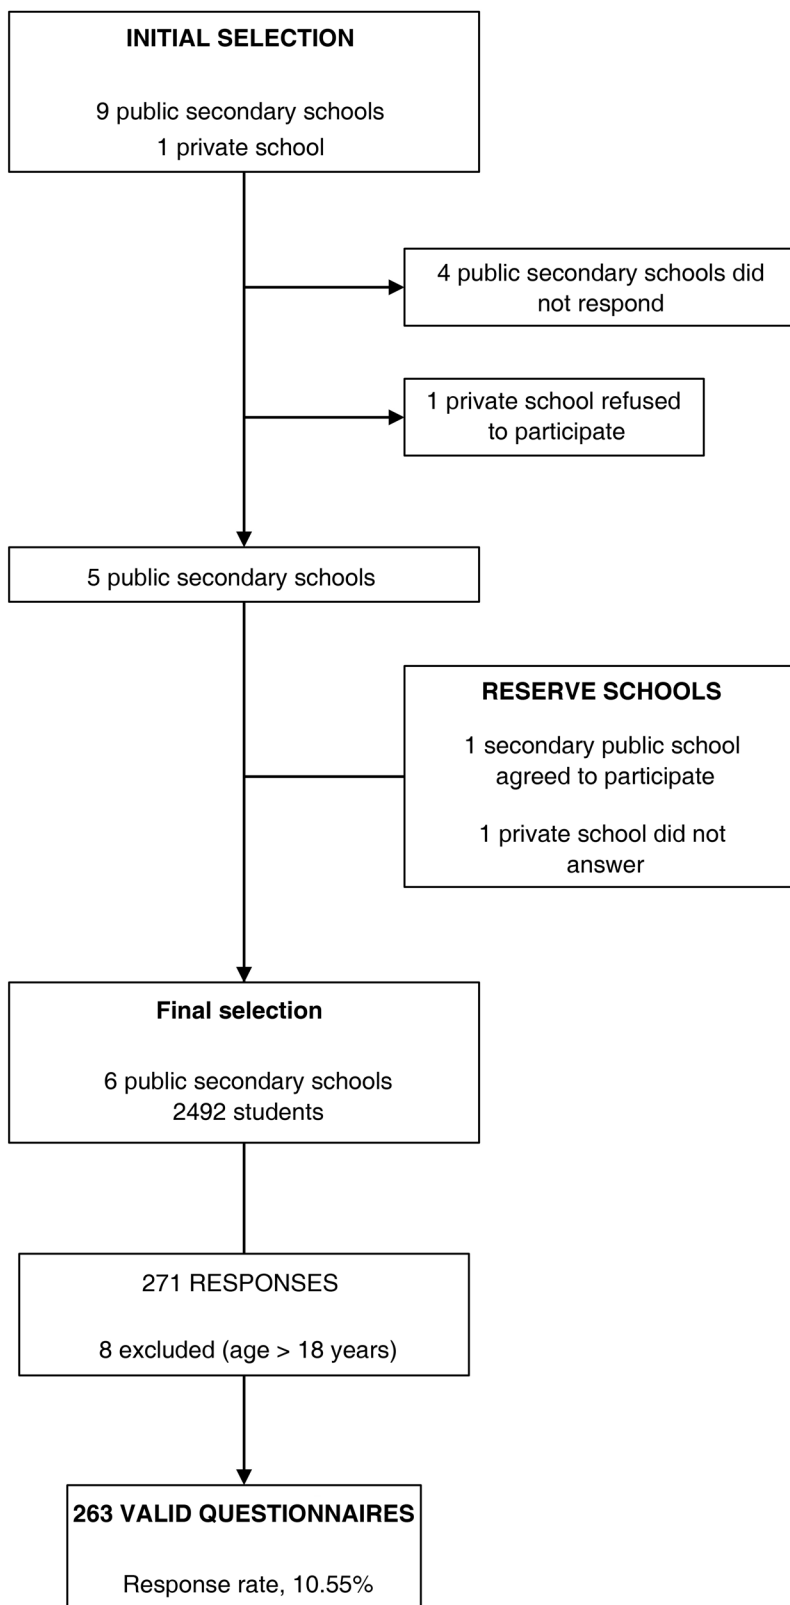 INITIAL SELECTION
9 public secondary schools
1 private school
4 public secondary schools did
not respond
1 private school refused
to participate
5 public secondary schools
RESERVE SCHOOLS
1 secondary public school
agreed to participate
1 private school did not
answer
Final selection
6 public secondary schools
2492 students
271 RESPONSES
8 excluded (age > 18 years)
263 VALID QUESTIONNAIRES
Response rate, 10.55%